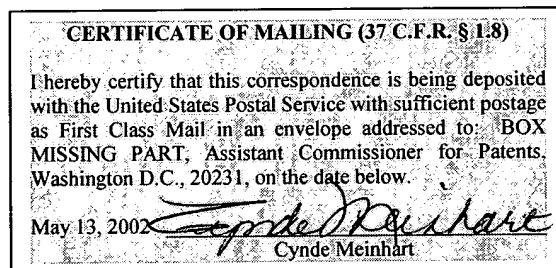 CERTIFICATE OF MAILING (37 C.F.R. § 1.8)
I hereby certify that this correspondence is being deposited
with the United States Postal Service with sufficient postage
as First Class Mail in an envelope addressed to: BOX
MISSING PART, Assistant Commissioner for Patents,
Washington D.C., 20231, on the date below.
May 13, 2002 Cynde Meinhart
Cynde Meinhart